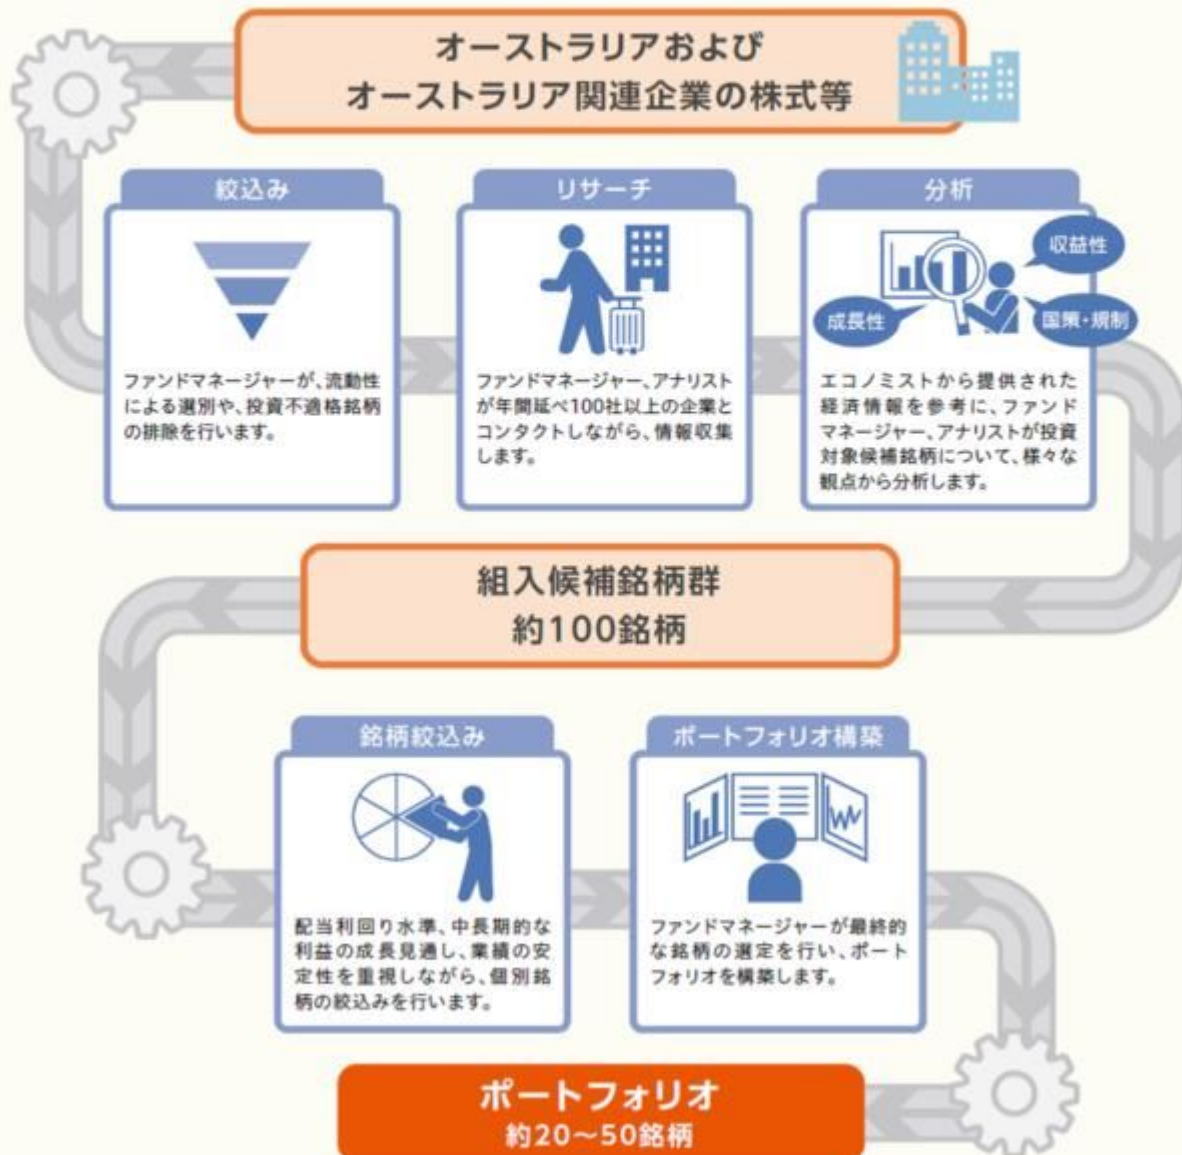 オーストラリアおよび
オーストラリア関連企業の株式等
絞込み
ファンドマネージャーが、流動性
による選別や、投資不適格銘柄
の排除を行います。
リサーチ
ファンドマネージャー、アナリスト
が年間延べ100社以上の企業と
コンタクトしながら、情報収集
します。
分析
収益性
成長性
国策・規制
エコノミストから提供された
経済情報を参考に、ファンド
マネージャー、アナリストが投資
対象候補銘柄について、様々な
観点から分析します。
組入候補銘柄群
約100銘柄
銘柄絞込み
配当利回り水準、中長期的な
利益の成長見通し、業績の安
定性を重視しながら、個別銘
柄の絞込みを行います。
ポートフォリオ構築
ファンドマネージャーが最終的
な銘柄の選定を行い、ポート
フォリオを構築します。
ポートフォリオ
約20～50銘柄